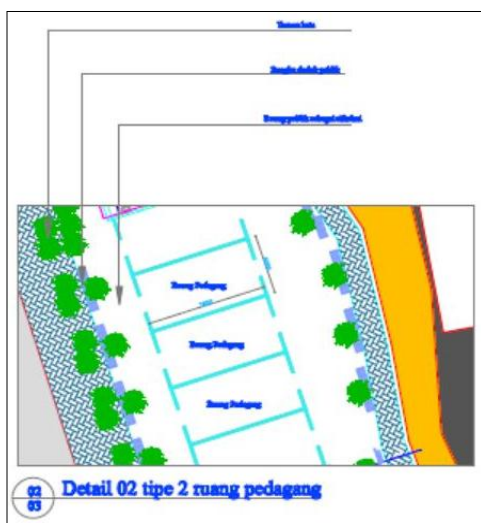 Taman kota
Bangku duduk publik
Ruang publik sebagai sirkulasi
Ruang Pedagang
Ruang Pedagang
Ruang Pedagang
02
03
Detail 02 tipe 2 ruang pedagang